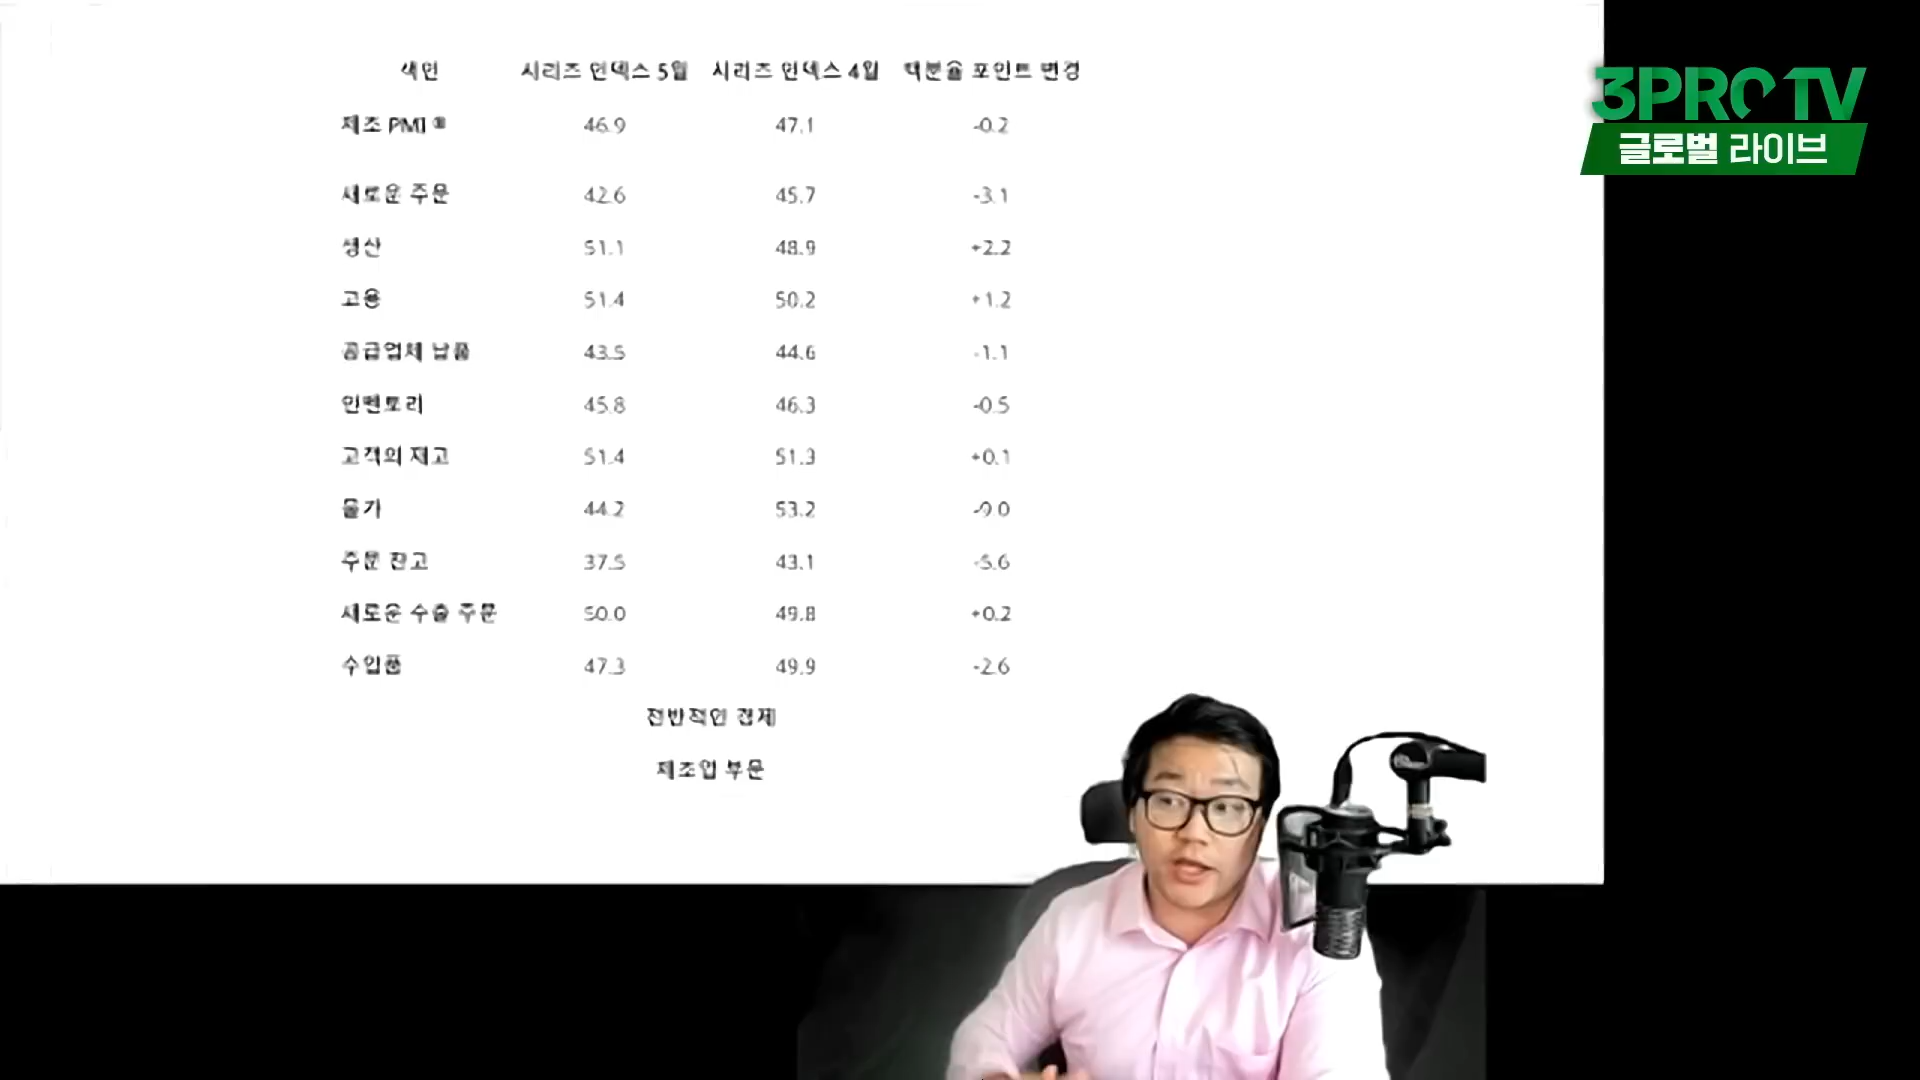 색인 시리즈 인덱스 5월 시리즈 인덱스 4월 백분율 포인트 변경
제조 PMI ® 46.9 47.1 -0.2
새로운 주문 42.6 45.7 -3.1
생산 51.1 48.9 +2.2
고용 51.4 50.2 +1.2
공급업체 납품 43.5 44.6 -1.1
인벤토리 45.8 46.3 -0.5
고객의 재고 51.4 51.3 +0.1
물가 44.2 53.2 -9.0
주문 잔고 37.5 43.1 -5.6
새로운 수출 주문 50.0 49.8 +0.2
수입품 47.3 49.9 -2.6
전반적인 경제
제조업 부문
3PRO TV
글로벌 라이브